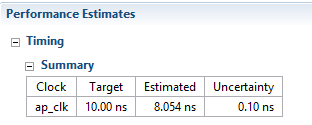 Performance Estimates
Timing
Summary
Clock Target Estimated Uncertainty
ap_clk 10.00 ns 8.054 ns 0.10 ns